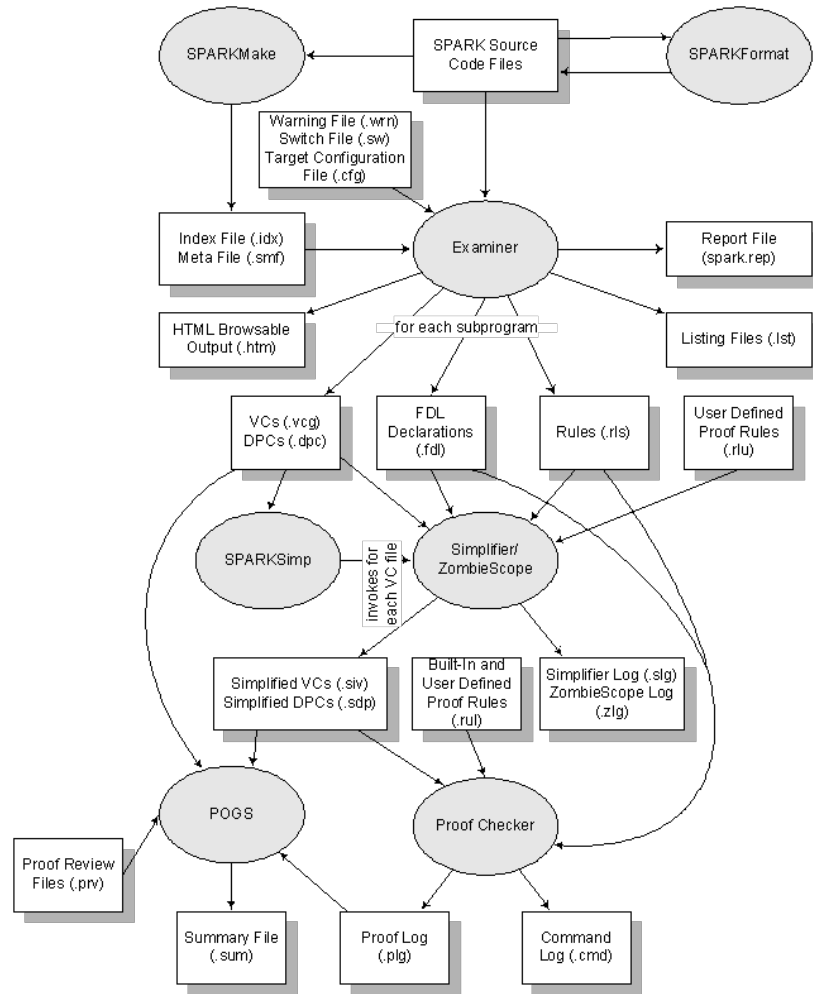 SPARKMake
SPARK Source
Code Files
SPARKFormat
Warning File (.wrn)
Switch File (.sw)
Target Configuration
File (.cfg)
Index File (.idx)
Meta File (.smf)
Examiner
Report File
(spark.rep)
HTML Browsable
Output (.htm)
for each subprogram
Listing Files (.lst)
VCs (.vcg)
DPCs (.dpc)
FDL
Declarations
(.fdl)
Rules (.rls)
User Defined
Proof Rules
(.rlu)
SPARKSimp
invokes for
each VC file
Simplifier/
ZombieScope
Simplified VCs (.siv)
Simplified DPCs (.sdp)
Built-In and
User Defined
Proof Rules
(.rul)
Simplifier Log (.slg)
ZombieScope Log
(.zlg)
POGS
Proof Checker
Proof Review
Files (.prv)
Summary File
(.sum)
Proof Log
(.plg)
Command
Log (.cmd)